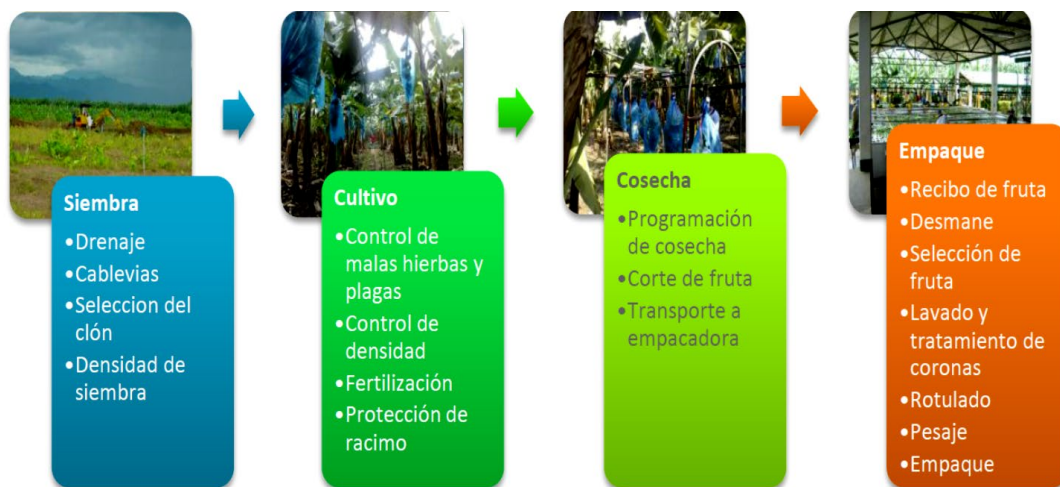 Siembra
•Drenaje
•Cablevias
•Seleccion del
clón
•Densidad de
siembra
Cultivo
•Control de
malas hierbas y
plagas
•Control de
densidad
•Fertilización
•Protección de
racimo
Cosecha
•Programación
de cosecha
•Corte de fruta
•Transporte a
empacadora
Empaque
•Recibo de fruta
•Desmane
•Selección de
fruta
•Lavado y
tratamiento de
coronas
•Rotulado
•Pesaje
•Empaque